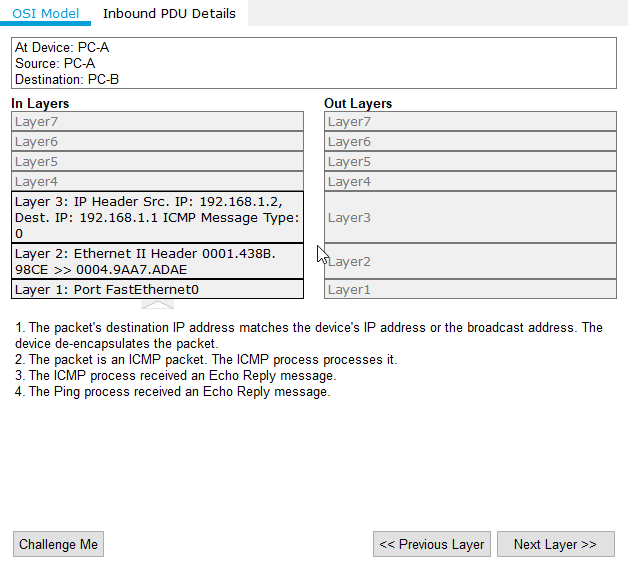 OSI Model Inbound PDU Details
At Device: PC-A
Source: PC-A
Destination: PC-B
In Layers
Layer7
Layer6
Layer5
Layer4
Layer 3: IP Header Src. IP: 192.168.1.2,
Dest. IP: 192.168.1.1 ICMP Message Type:
0
Layer 2: Ethernet II Header 0001.438B.
98CE >> 0004.9AA7.ADAE
Layer 1: Port FastEthernet0
Out Layers
Layer7
Layer6
Layer5
Layer4
Layer3
Layer2
Layer1
1. The packet's destination IP address matches the device's IP address or the broadcast address. The
device de-encapsulates the packet.
2. The packet is an ICMP packet. The ICMP process processes it.
3. The ICMP process received an Echo Reply message.
4. The Ping process received an Echo Reply message.
Challenge Me << Previous Layer Next Layer >>